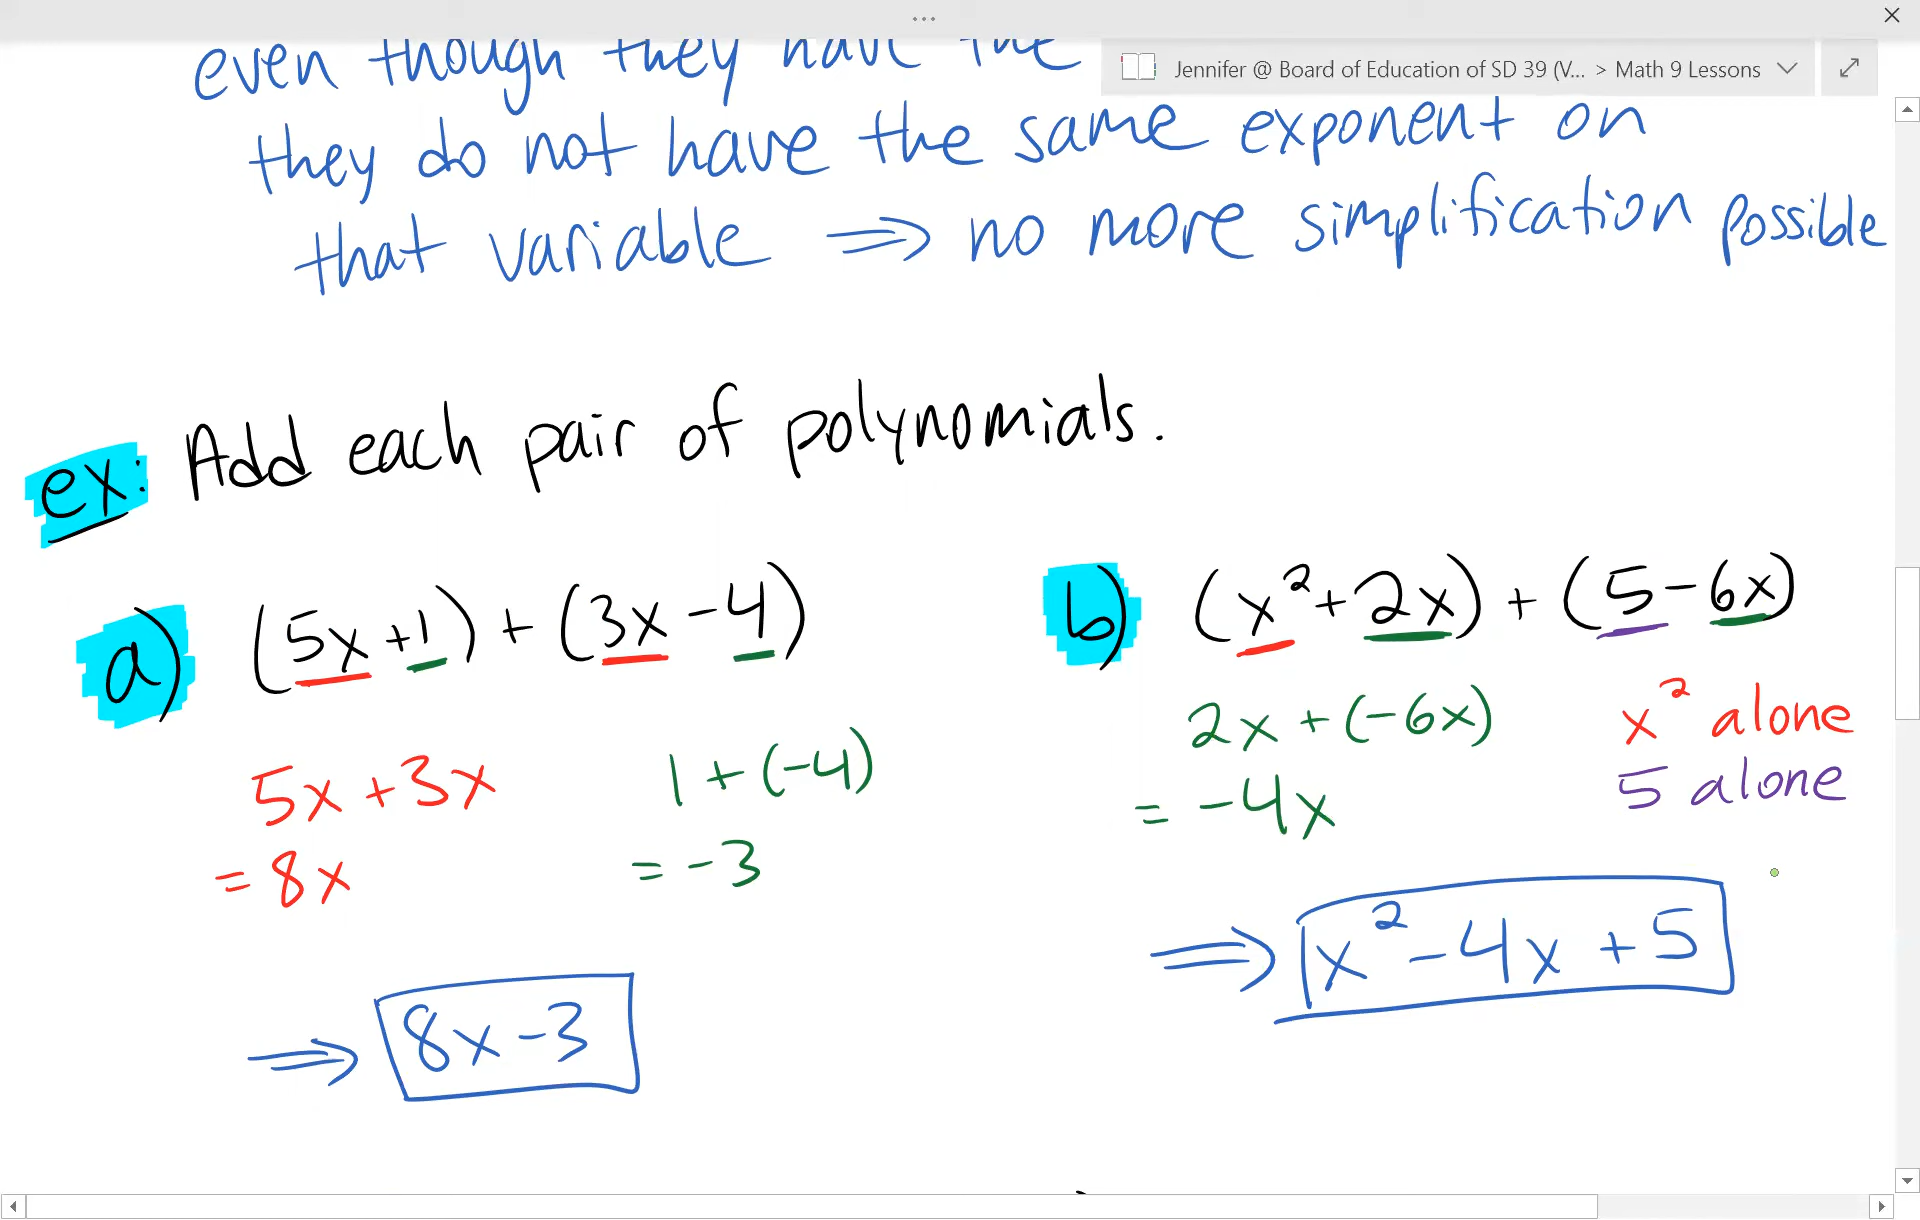 Jennifer @ Board of Education of SD 39 (V... > Math 9 Lessons
even though they have the
they do not have the same exponent on
that variable ⇒ no more simplification possible
ex: Add each pair of polynomials.
a) (5x+1) + (3x-4)
5x+3x
= 8x
1 + (-4)
= -3
⇒ 8x-3
b) (x²+2x) + (5-6x)
2x + (-6x)
= -4x
x² alone
5 alone
⇒ x²-4x+5